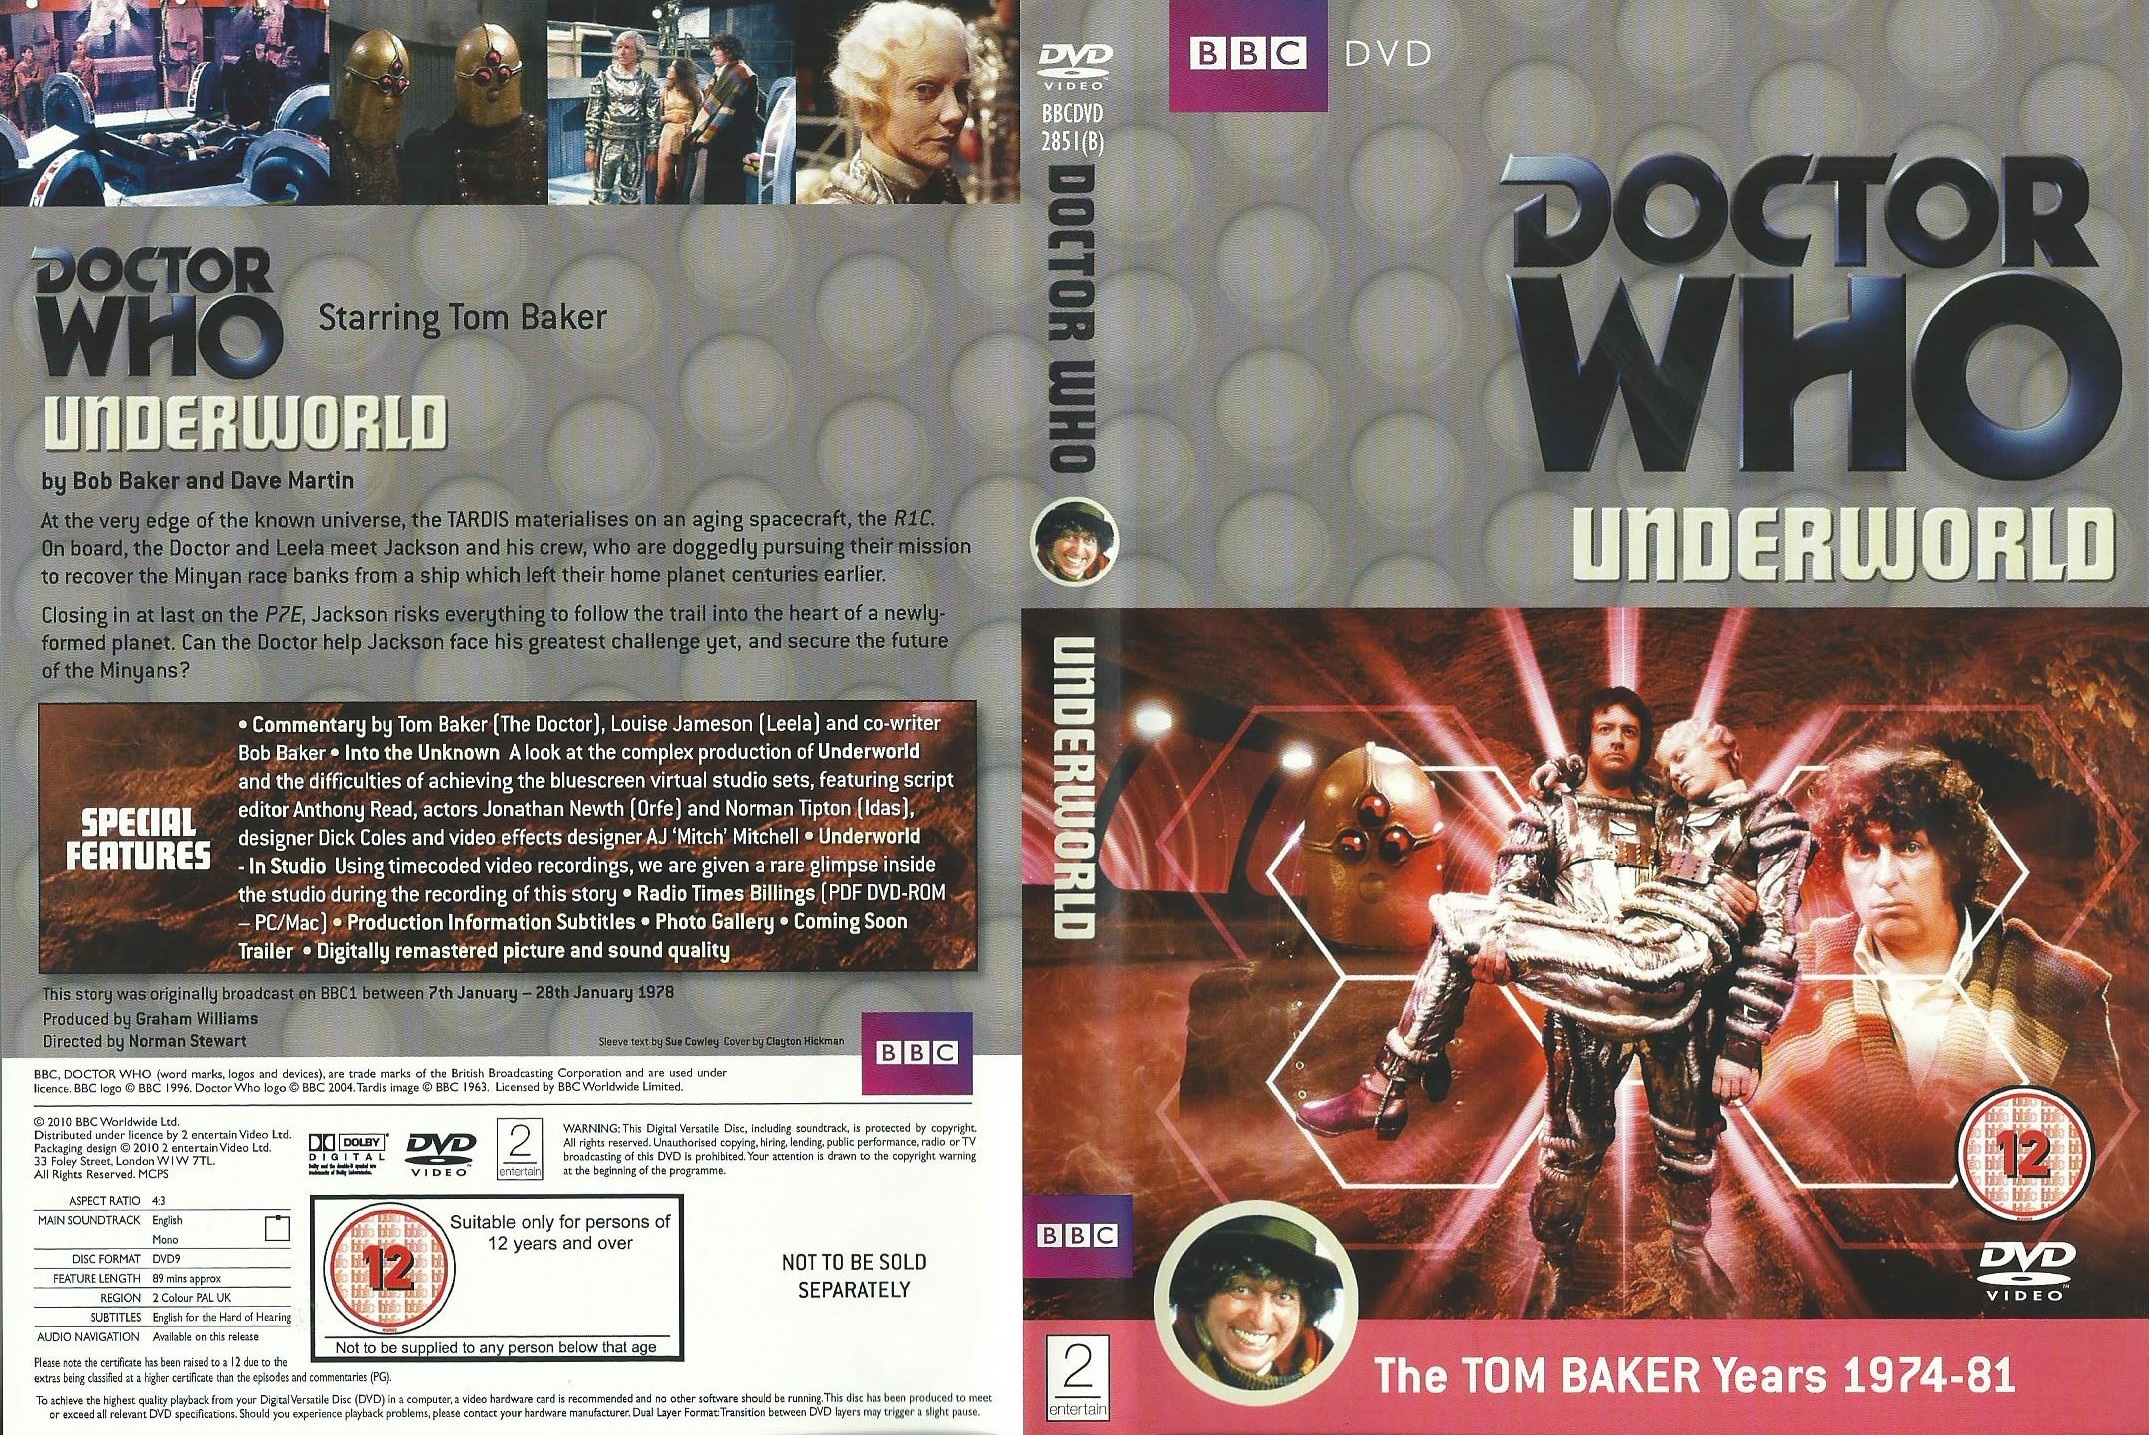 DOCTOR
WHO
Starring Tom Baker
UNDERWORLD
by Bob Baker and Dave Martin
At the very edge of the known universe, the TARDIS materialises on an aging spacecraft, the R1C.
On board, the Doctor and Leela meet Jackson and his crew, who are doggedly pursuing their mission
to recover the Minyan race banks from a ship which left their home planet centuries earlier.
Closing in at last on the P7E, Jackson risks everything to follow the trail into the heart of a newly-
formed planet. Can the Doctor help Jackson face his greatest challenge yet, and secure the future
of the Minyans?
SPECIAL
FEATURES
• Commentary by Tom Baker (The Doctor), Louise Jameson (Leela) and co-writer
Bob Baker • Into the Unknown A look at the complex production of Underworld
and the difficulties of achieving the bluescreen virtual studio sets, featuring script
editor Anthony Read, actors Jonathan Newth (Orfe) and Norman Tipton (Idas),
designer Dick Coles and video effects designer AJ 'Mitch' Mitchell • Underworld
- In Studio Using timecoded video recordings, we are given a rare glimpse inside
the studio during the recording of this story • Radio Times Billings (PDF DVD-ROM
– PC/Mac) • Production Information Subtitles • Photo Gallery • Coming Soon
Trailer • Digitally remastered picture and sound quality
This story was originally broadcast on BBC1 between 7th January – 28th January 1978
Produced by Graham Williams
Directed by Norman Stewart
Sleeve text by Sue Cowley Cover by Clayton Hickman
BBC
BBC, DOCTOR WHO (word marks, logos and devices), are trade marks of the British Broadcasting Corporation and are used under
licence. BBC logo © BBC 1996. Doctor Who logo © BBC 2004. Tardis image © BBC 1963. Licensed by BBC Worldwide Limited.
© 2010 BBC Worldwide Ltd.
Distributed under licence by 2 entertain Video Ltd.
Packaging design © 2010 2 entertain Video Ltd.
33 Foley Street, London W1W 7TL.
All Rights Reserved. MCPS
DOLBY
DIGITAL
DVD
VIDEO
2
entertain
WARNING: This Digital Versatile Disc, including soundtrack, is protected by copyright.
All rights reserved. Unauthorised copying, hiring, lending, public performance, radio or TV
broadcasting of this DVD is prohibited. Your attention is drawn to the copyright warning
at the beginning of the programme.
ASPECT RATIO 4:3
MAIN SOUNDTRACK English
Mono
DISC FORMAT DVD9
FEATURE LENGTH 89 mins approx
REGION 2 Colour PAL UK
SUBTITLES English for the Hard of Hearing
AUDIO NAVIGATION Available on this release
12
Suitable only for persons of
12 years and over
Not to be supplied to any person below that age
NOT TO BE SOLD
SEPARATELY
Please note the certificate has been raised to a 12 due to the
extras being classified at a higher certificate than the episodes and commentaries (PG).
To achieve the highest quality playback from your Digital Versatile Disc (DVD) in a computer, a video hardware card is recommended and no other software should be running. This disc has been produced to meet
or exceed all relevant DVD specifications. Should you experience playback problems, please contact your hardware manufacturer. Dual Layer Format: Transition between DVD layers may trigger a slight pause.
DVD
VIDEO
BBCDVD
2851(B)
DOCTOR WHO
UNDERWORLD
BBC
2
entertain
BBC DVD
DOCTOR
WHO
UNDERWORLD
12
DVD
VIDEO
The TOM BAKER Years 1974-81